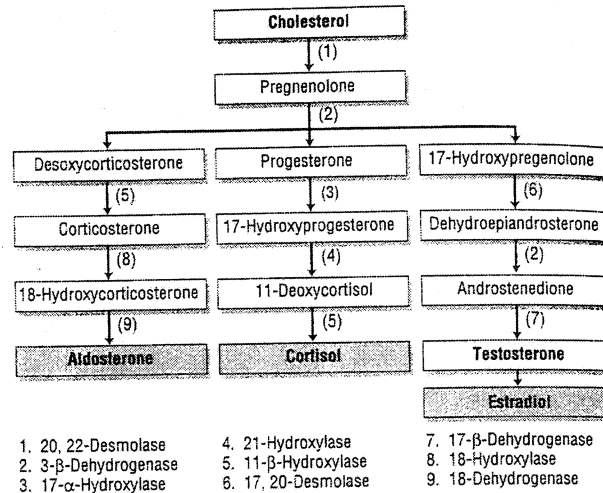 Cholesterol
(1)
Pregnenolone
(2)
Desoxycorticosterone Progesterone 17-Hydroxypregenolone
(5) (3) (6)
Corticosterone 17-Hydroxyprogesterone Dehydroepiandrosterone
(8) (4) (2)
18-Hydroxycorticosterone 11-Deoxycortisol Androstenedione
(9) (5) (7)
Aldosterone Cortisol Testosterone
Estradiol
1. 20, 22-Desmolase 4. 21-Hydroxylase 7. 17-β-Dehydrogenase
2. 3-β-Dehydrogenase 5. 11-β-Hydroxylase 8. 18-Hydroxylase
3. 17-α-Hydroxylase 6. 17, 20-Desmolase 9. 18-Dehydrogenase